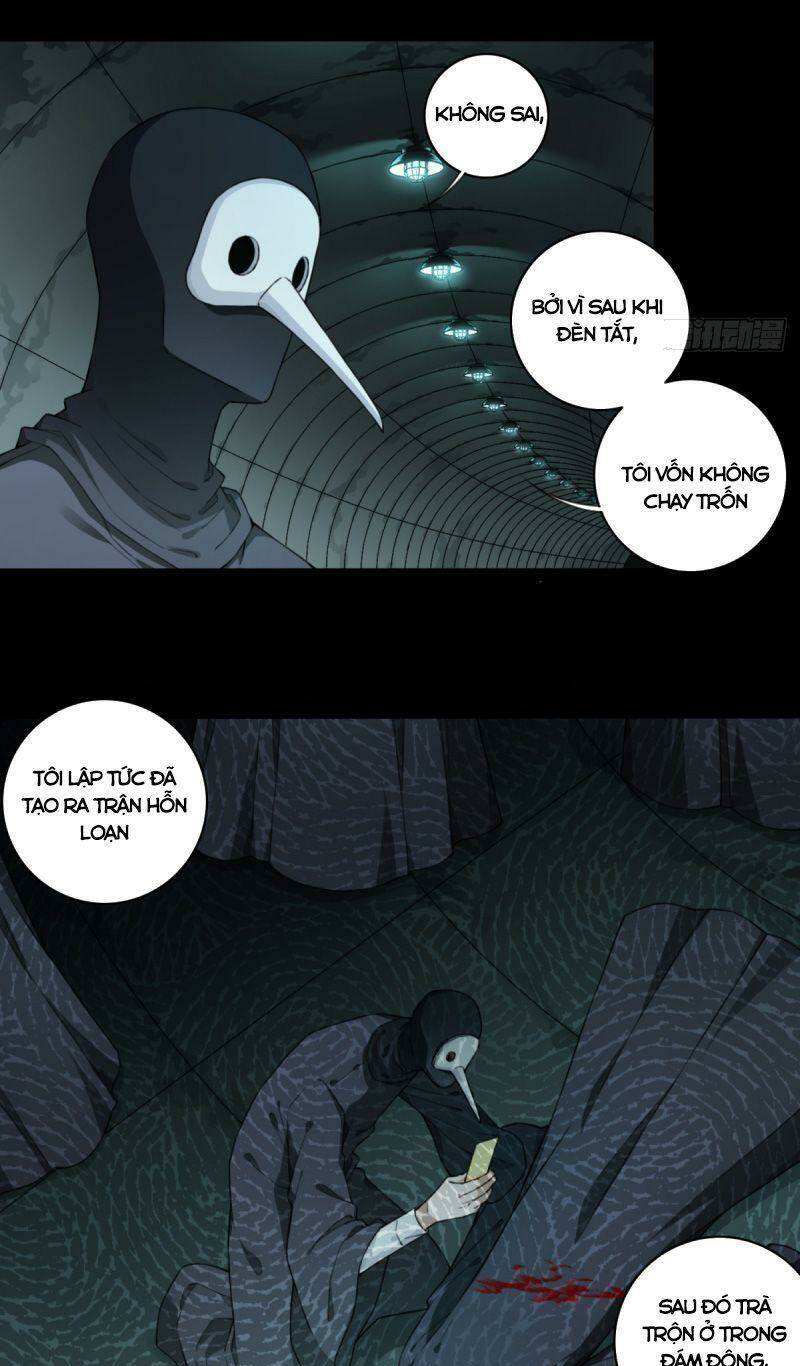 KHÔNG SAI,
BỞI VÌ SAU KHI
ĐÈN TẮT,
TÔI VỐN KHÔNG
CHẠY TRỐN
TÔI LẬP TỨC ĐÃ
TẠO RA TRẬN HỖN
LOẠN
SAU ĐÓ TRÀ
TRỘN Ở TRONG
ĐÁM ĐÔNG,